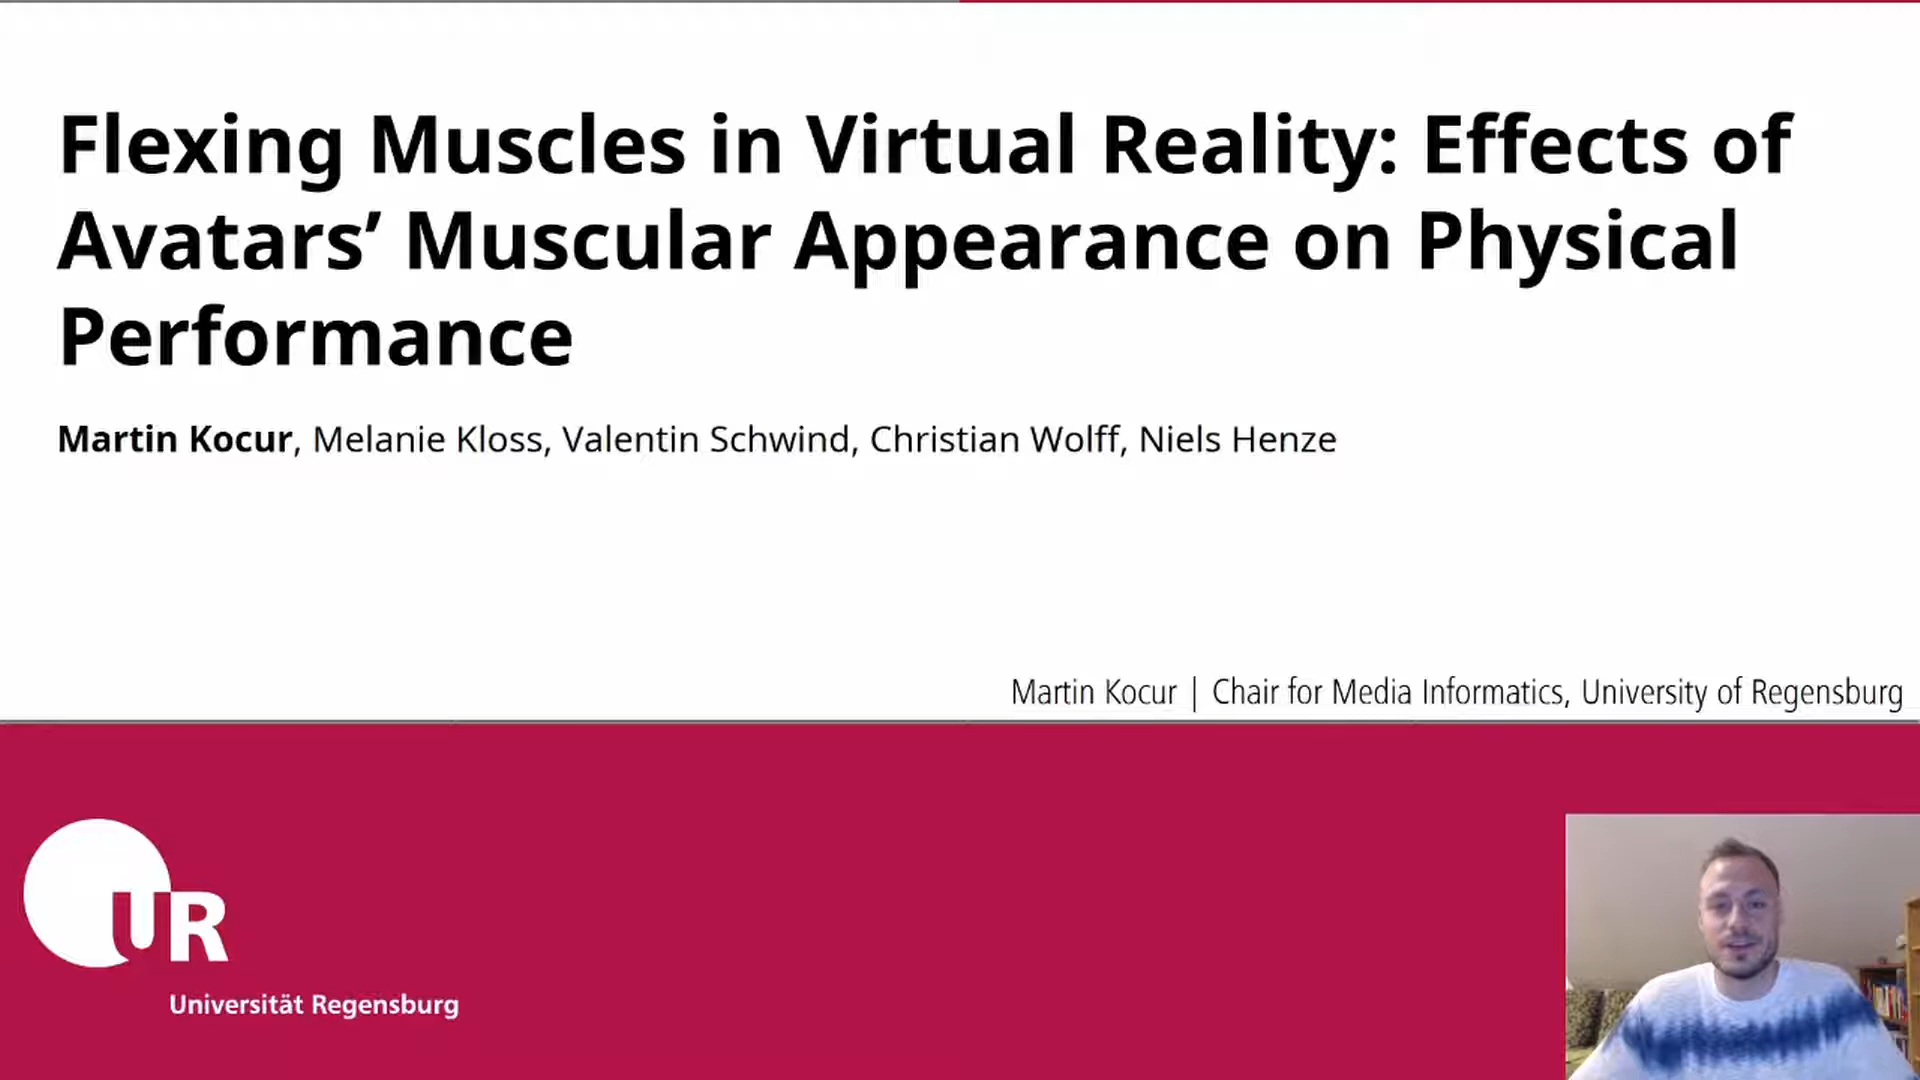 Flexing Muscles in Virtual Reality: Effects of
Avatars’ Muscular Appearance on Physical
Performance
Martin Kocur, Melanie Kloss, Valentin Schwind, Christian Wolff, Niels Henze
Martin Kocur | Chair for Media Informatics, University of Regensburg
UR
Universität Regensburg